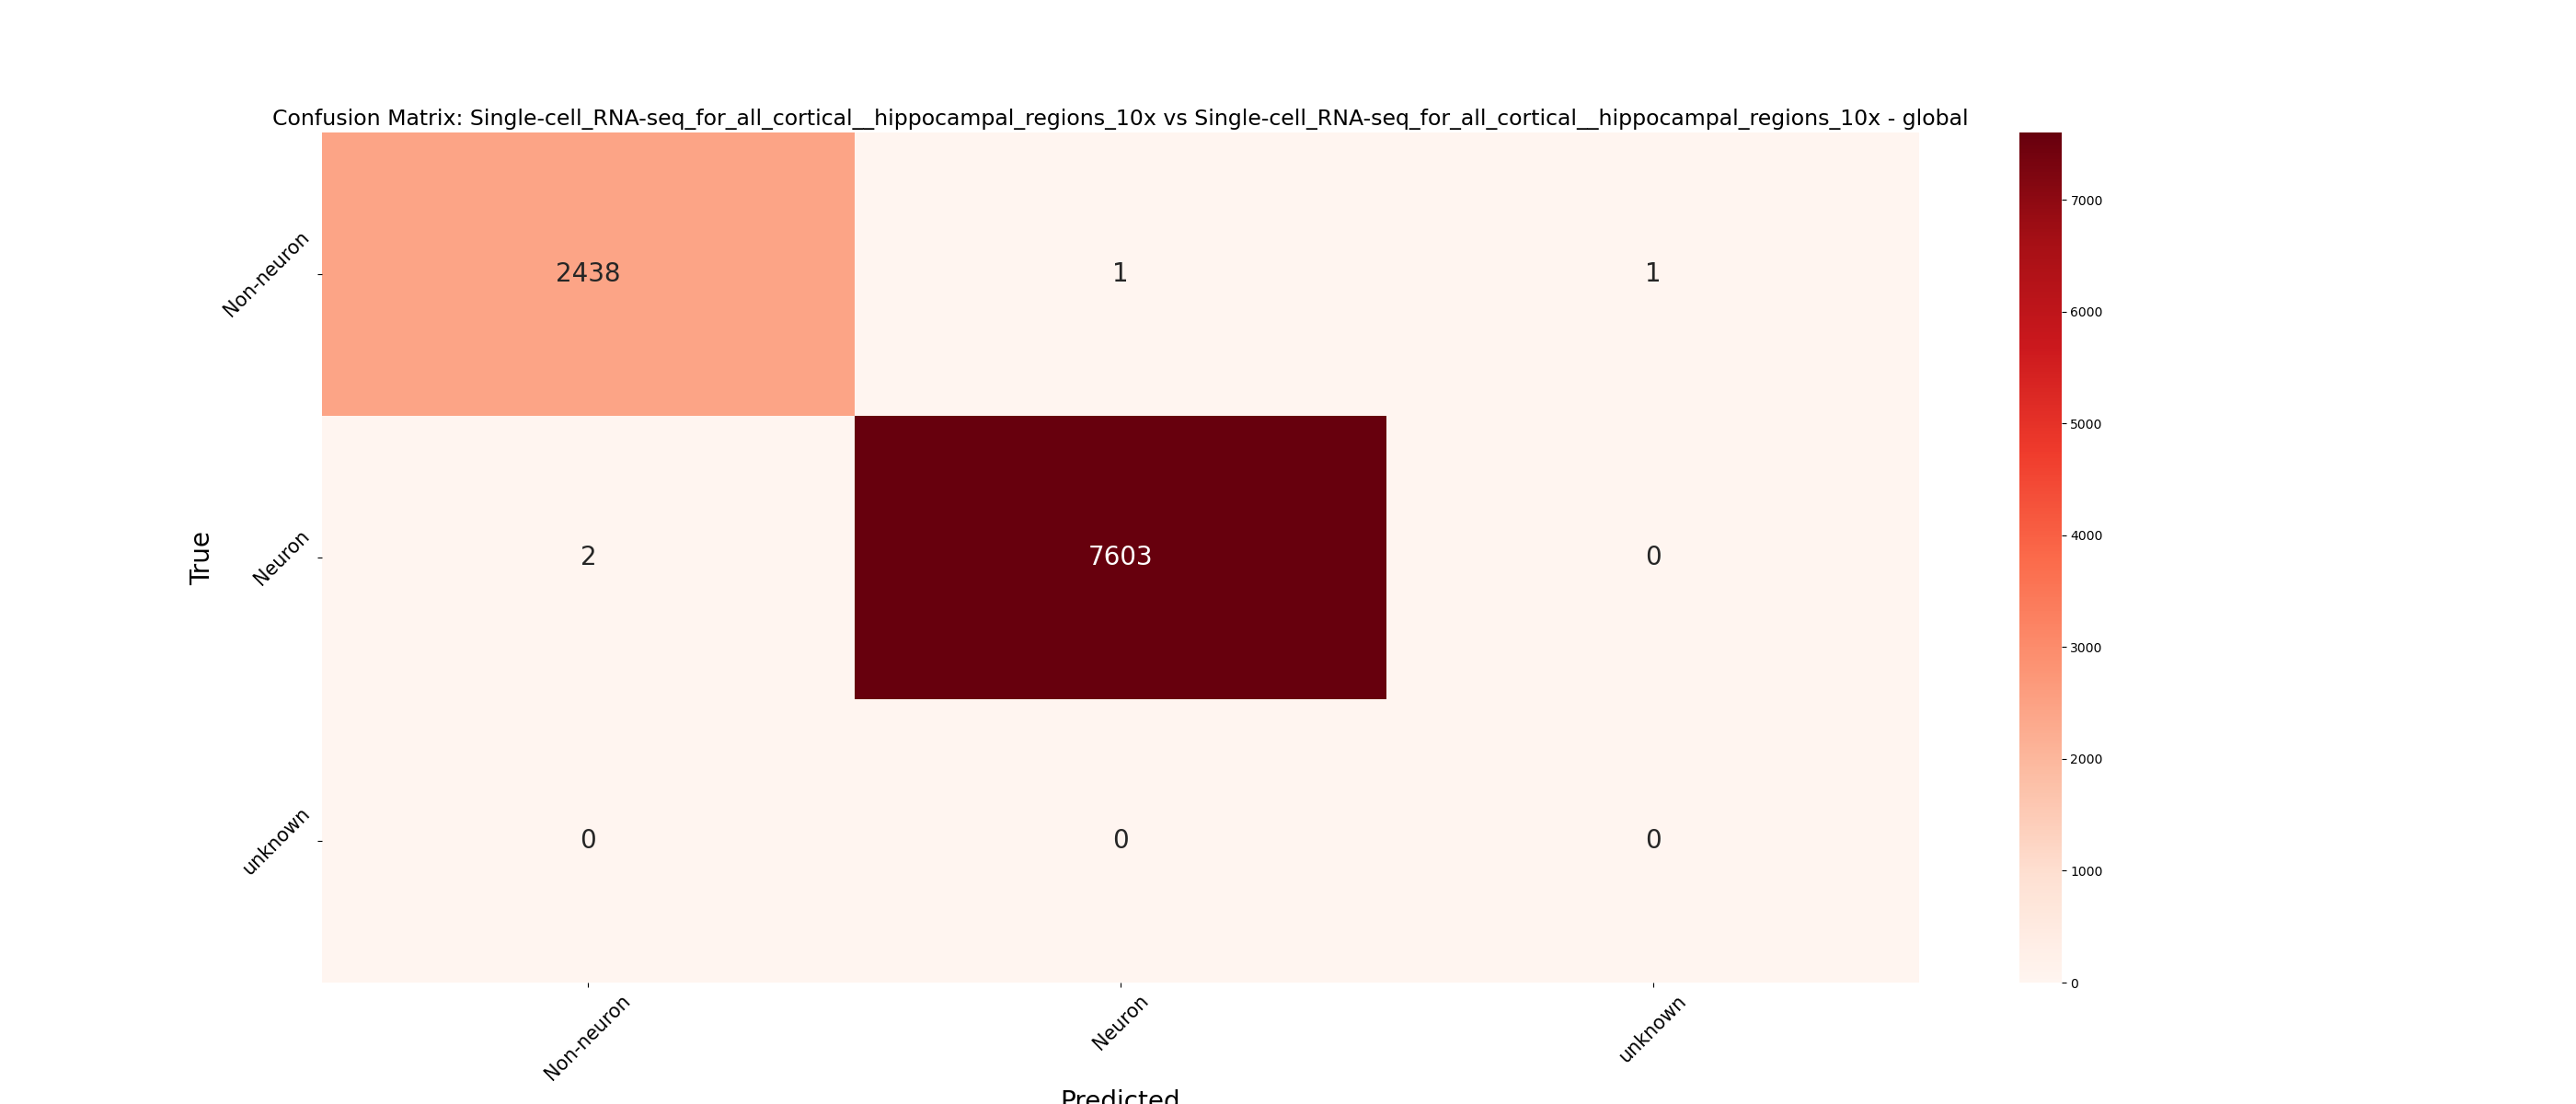 Confusion Matrix: Single-cell_RNA-seq_for_all_cortical__hippocampal_regions_10x vs Single-cell_RNA-seq_for_all_cortical__hippocampal_regions_10x - global
True
Non-neuron
2438
1
1
Neuron
2
7603
0
unknown
0
0
0
Non-neuron
Neuron
unknown
Predicted
7000
6000
5000
4000
3000
2000
1000
0